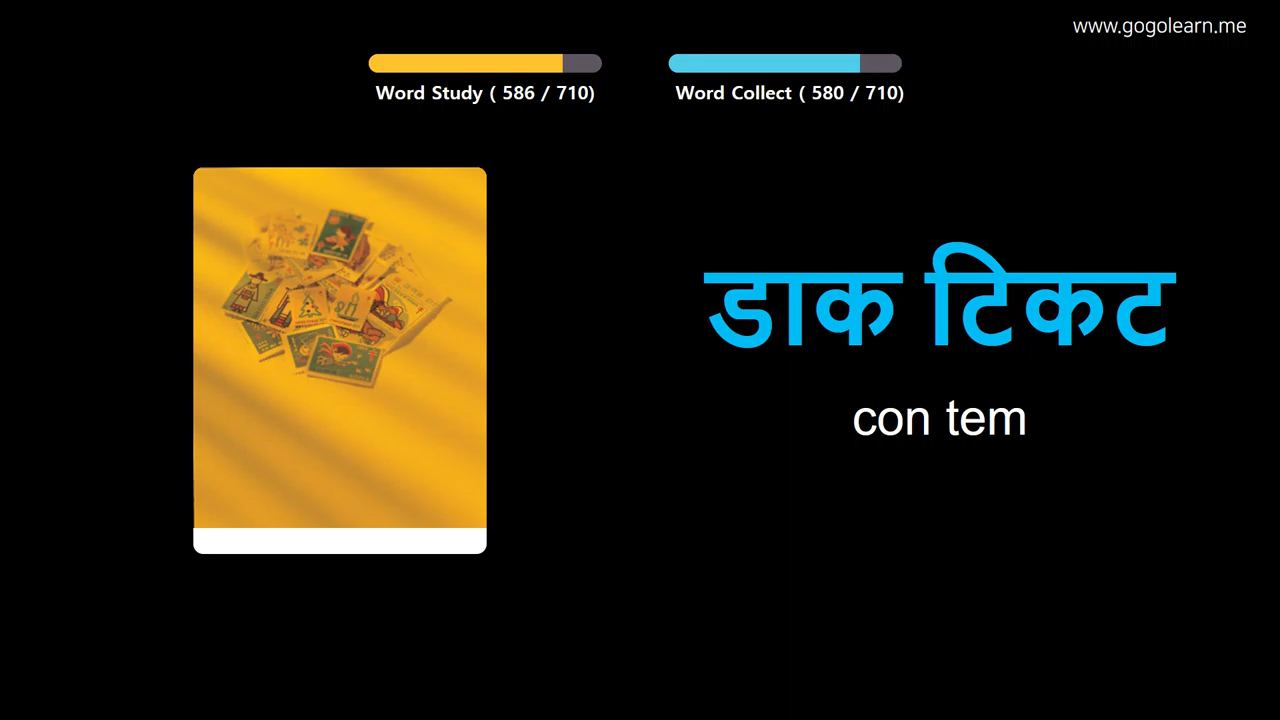 www.gogolearn.me
Word Study ( 586 / 710)
Word Collect ( 580 / 710)
डाक टिकट
con tem